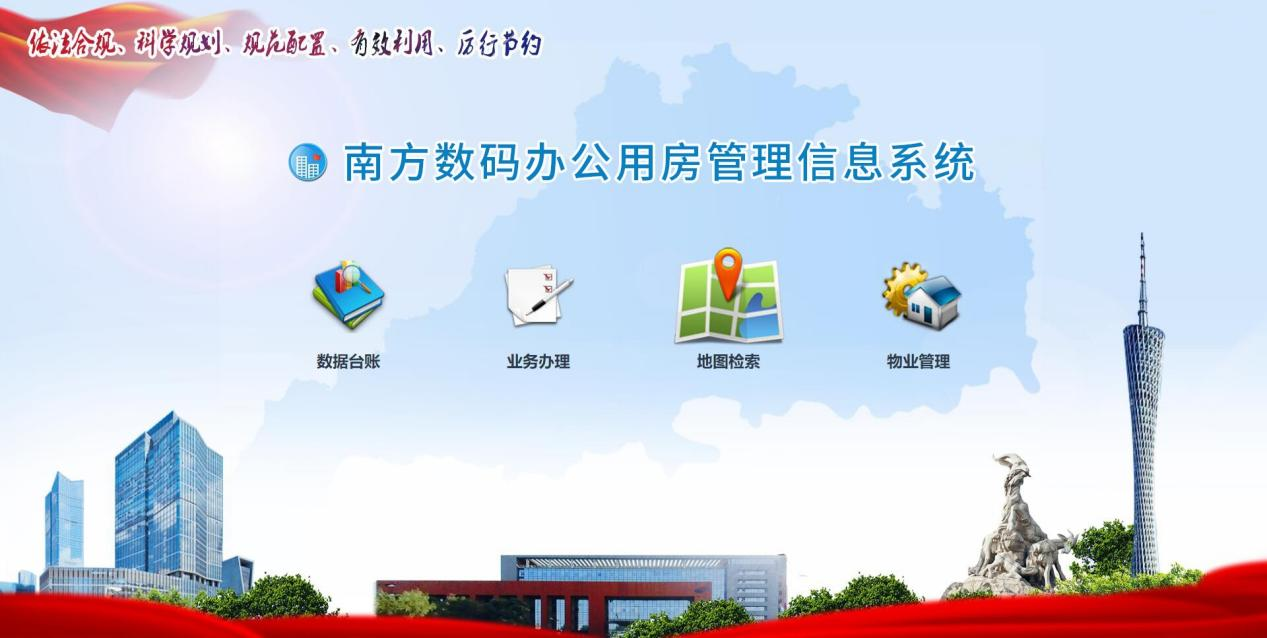 依法合规、科学规划、规范配置、有效利用、厉行节约
南方数码办公用房管理信息系统
数据台账 业务办理 地图检索 物业管理